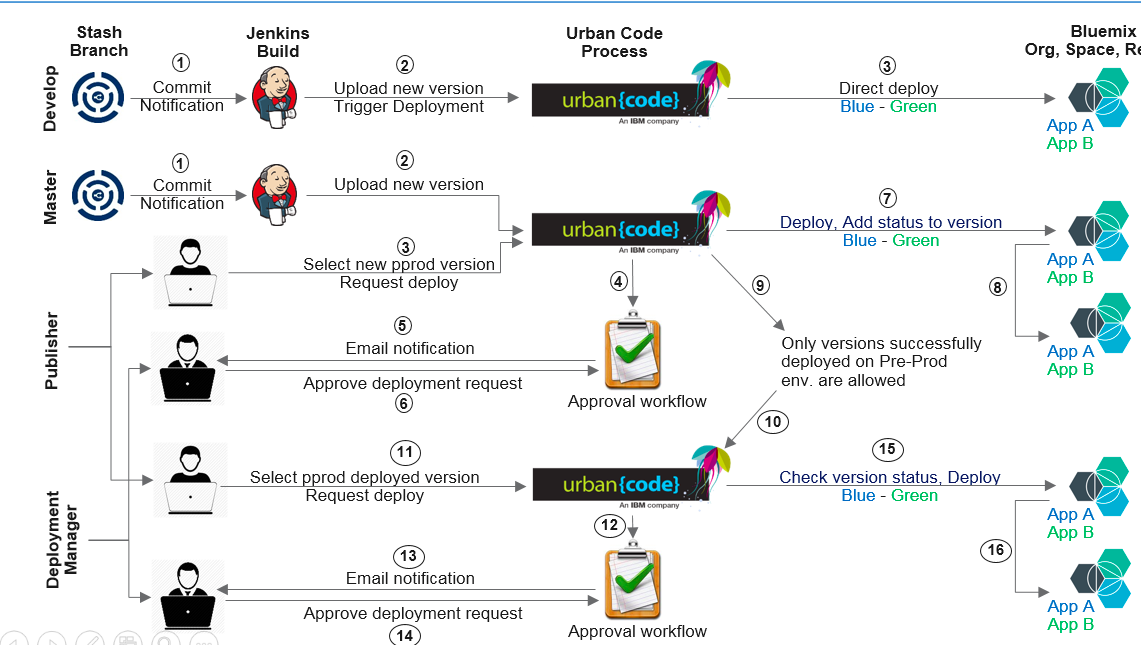 Stash
Branch
Jenkins
Build
Urban Code
Process
Bluemix
Org, Space, Re
Develop
1
Commit
Notification
2
Upload new version
Trigger Deployment
urban{code}
An IBM company
3
Direct deploy
Blue - Green
App A
App B
Master
1
Commit
Notification
2
Upload new version
urban{code}
An IBM company
7
Deploy, Add status to version
Blue - Green
App A
App B
3
Select new pprod version
Request deploy
4
9
8
Publisher
5
Email notification
Approve deployment request
6
Approval workflow
Only versions successfully
deployed on Pre-Prod
env. are allowed
App A
App B
10
11
Select pprod deployed version
Request deploy
urban{code}
An IBM company
15
Check version status, Deploy
Blue - Green
App A
App B
Deployment
Manager
12
16
13
Email notification
Approve deployment request
14
Approval workflow
App A
App B